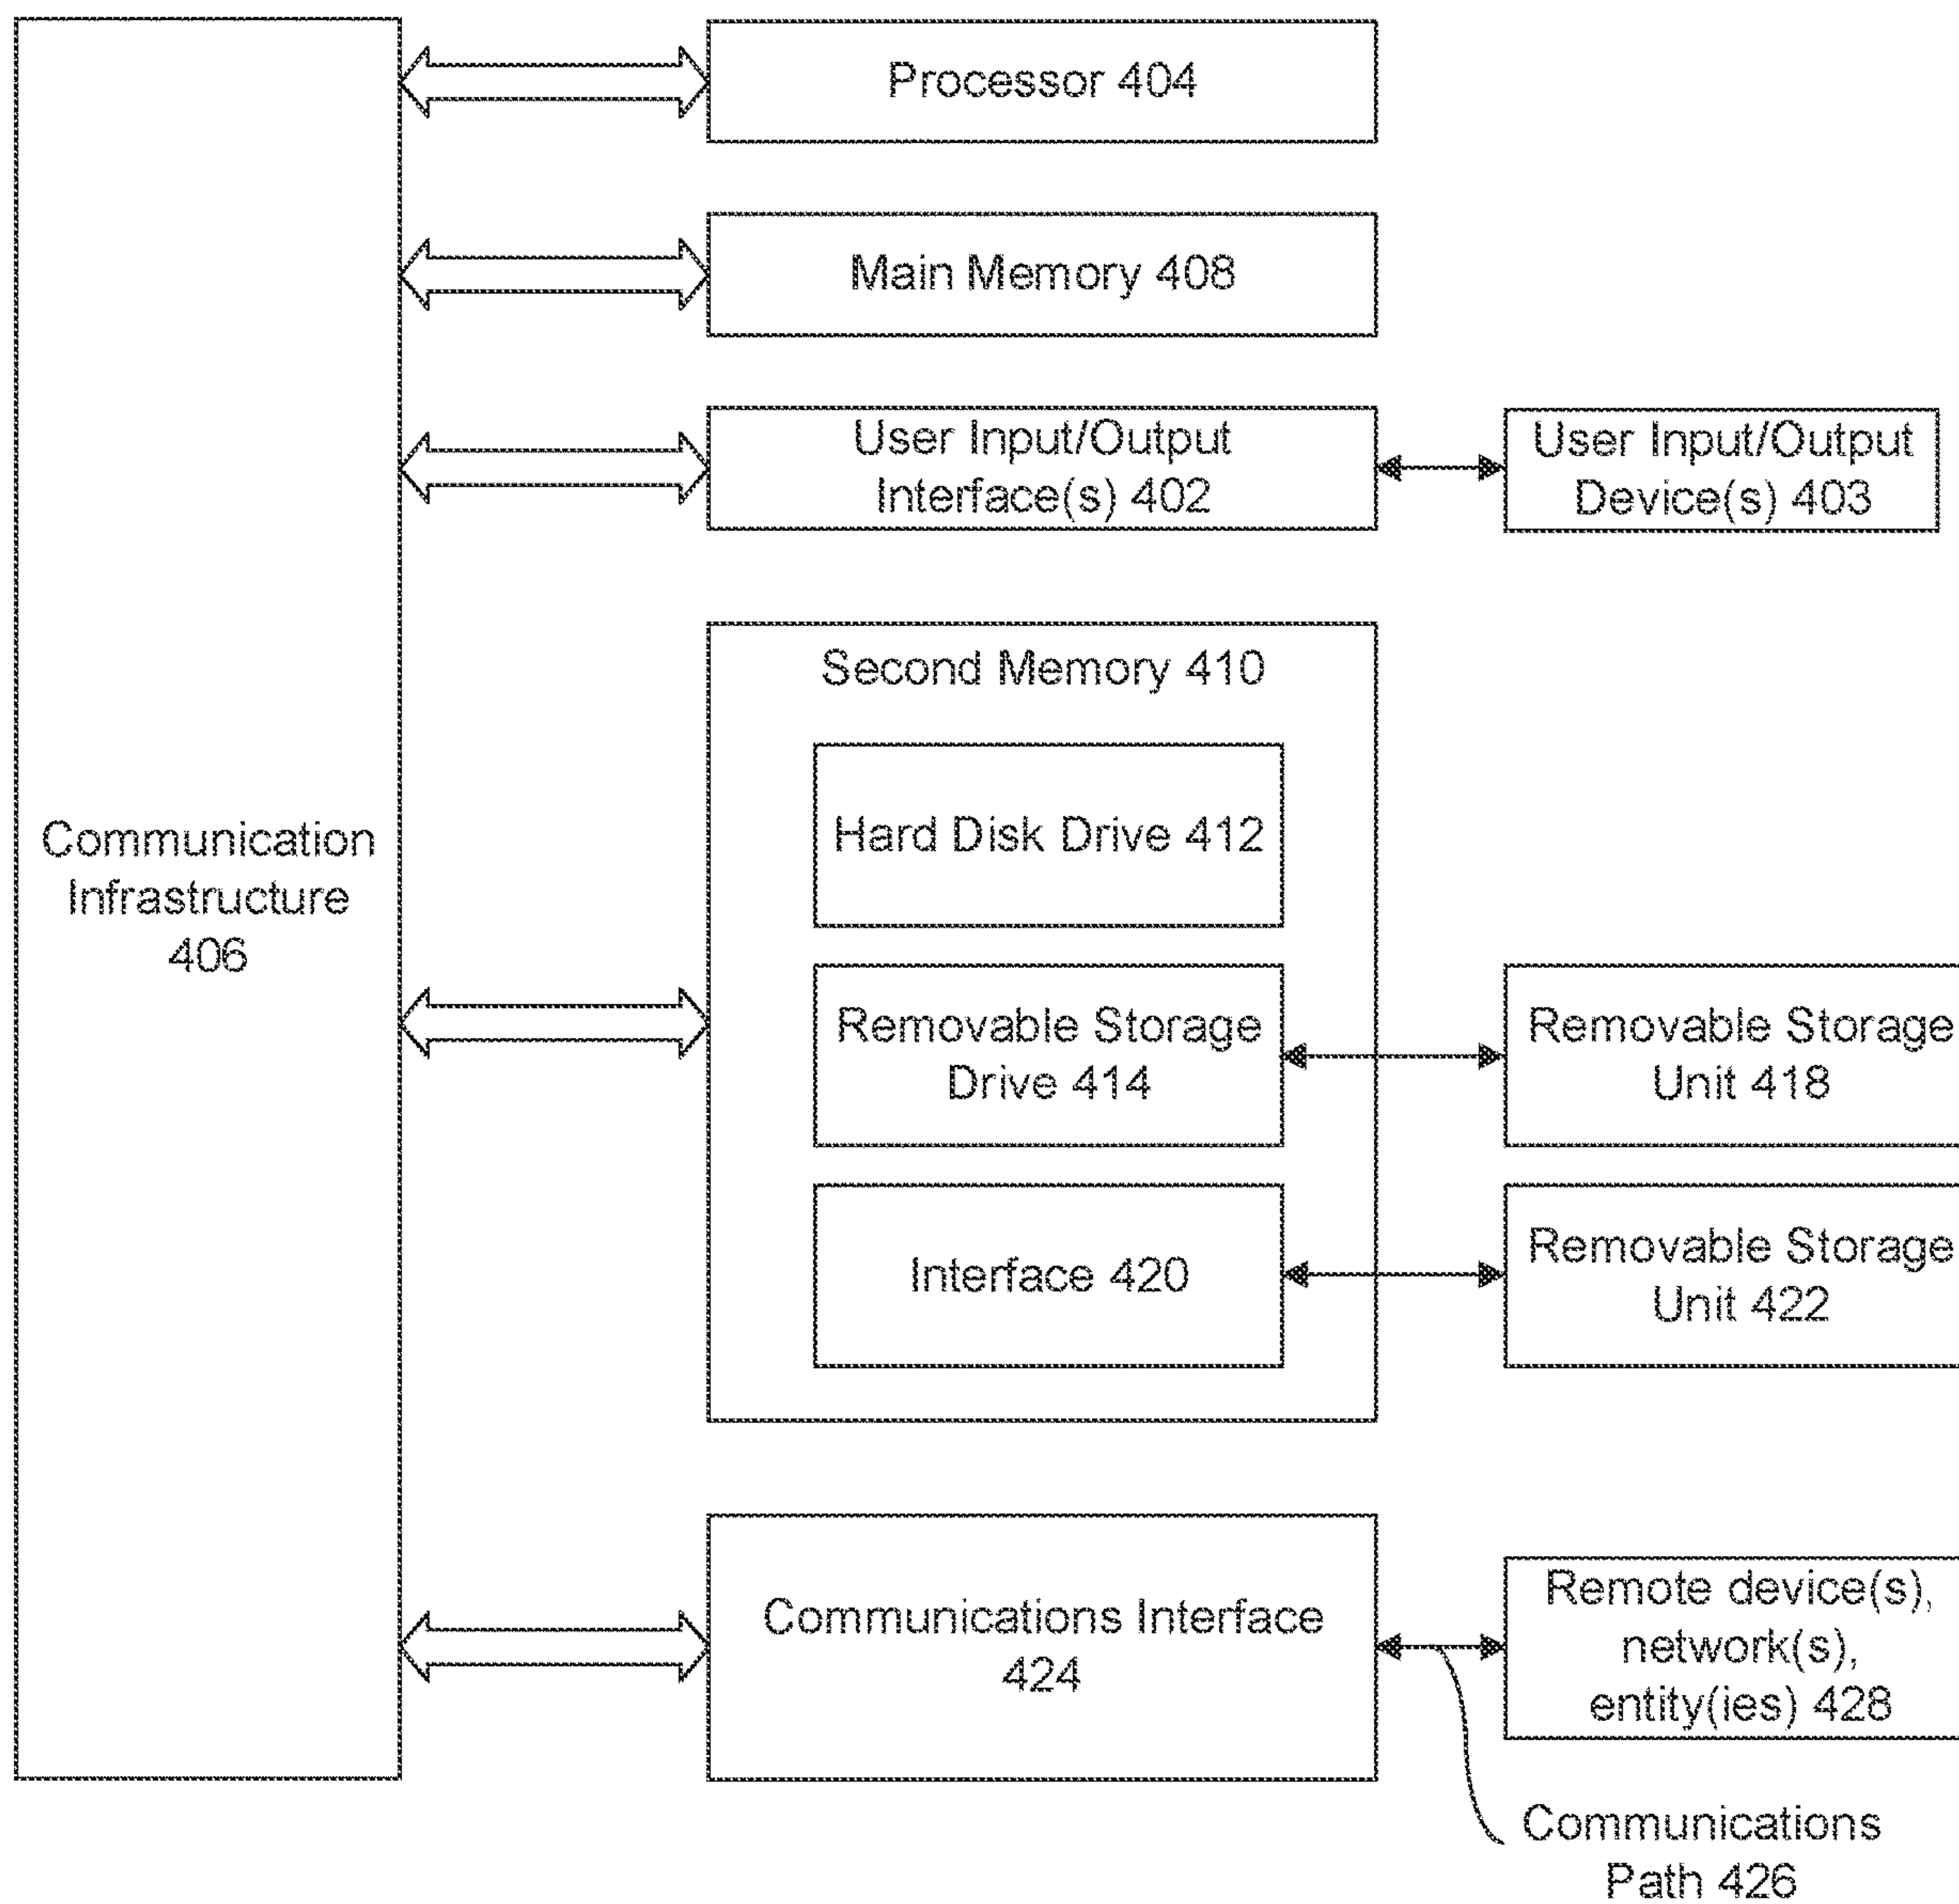 Processor 404
Main Memory 408
User Input/Output
Interface(s) 402
User Input/Output
Device(s) 403
Second Memory 410
Hard Disk Drive 412
Communication
Infrastructure
406
Removable Storage
Drive 414
Removable Storage
Unit 418
Interface 420
Removable Storage
Unit 422
Communications Interface
424
Remote device(s),
network(s),
entity(ies) 428
Communications
Path 426